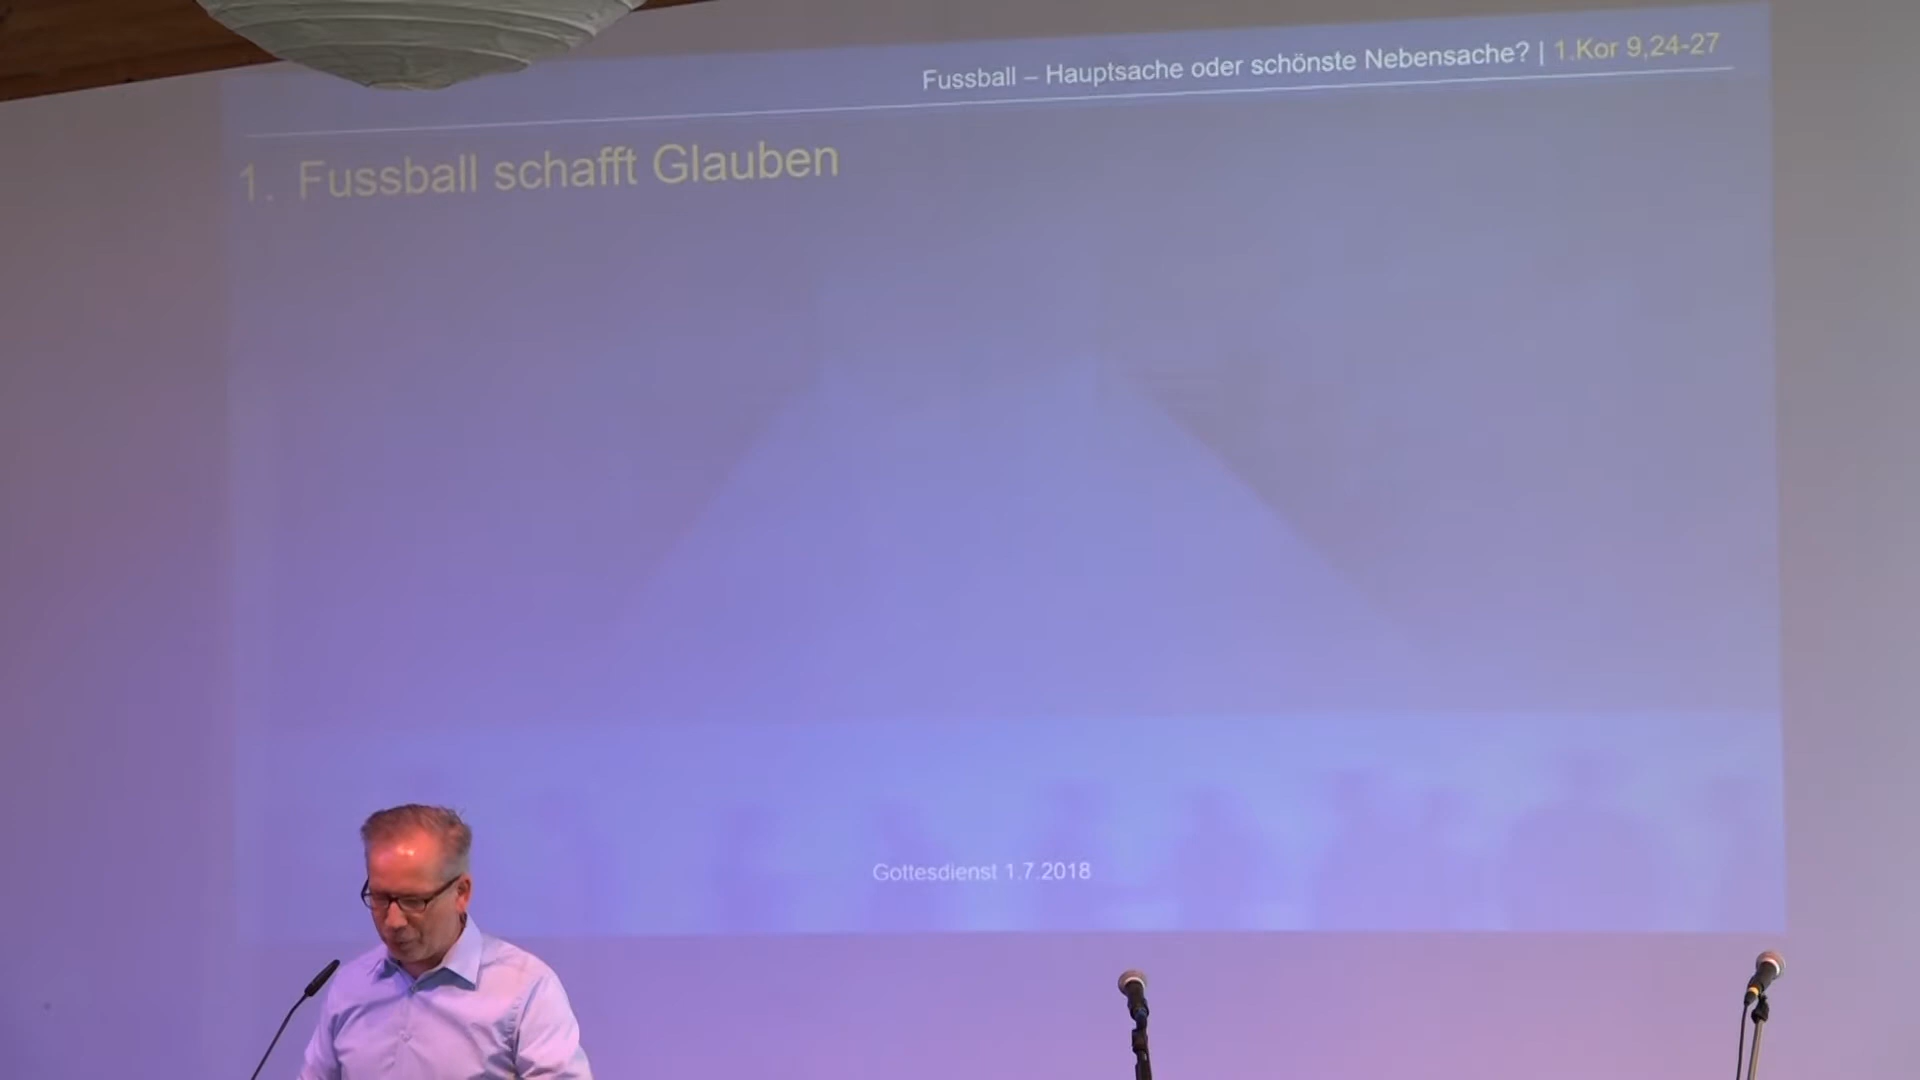 Fussball – Hauptsache oder schönste Nebensache? | 1.Kor 9,24-27
1. Fussball schafft Glauben
Gottesdienst 1.7.2018